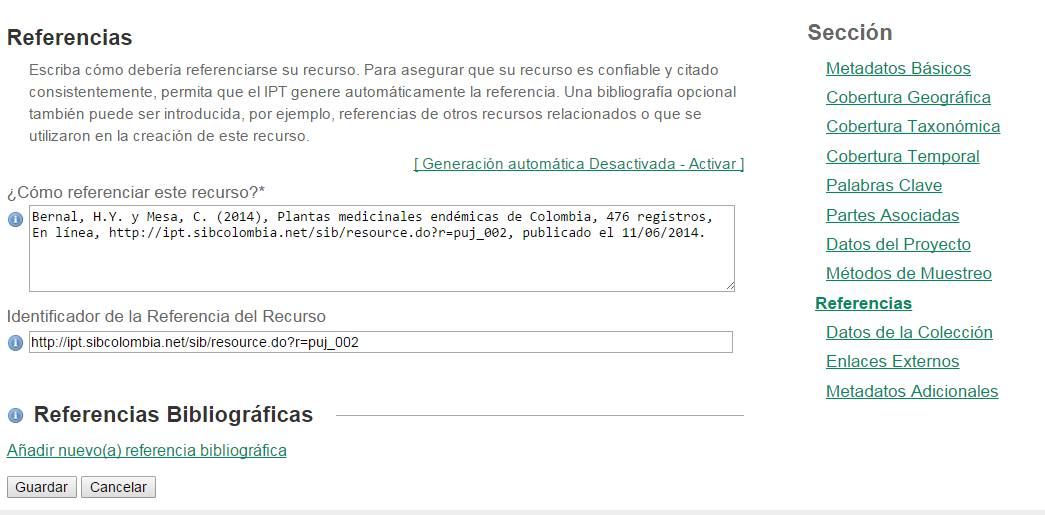 Referencias
Escriba cómo debería referenciarse su recurso. Para asegurar que su recurso es confiable y citado
consistentemente, permita que el IPT genere automáticamente la referencia. Una bibliografía opcional
también puede ser introducida, por ejemplo, referencias de otros recursos relacionados o que se
utilizaron en la creación de este recurso.
[ Generación automática Desactivada - Activar ]
¿Cómo referenciar este recurso?*
Bernal, H.Y. y Mesa, C. (2014), Plantas medicinales endémicas de Colombia, 476 registros,
En línea, http://ipt.sibcolombia.net/sib/resource.do?r=puj_002, publicado el 11/06/2014.
Identificador de la Referencia del Recurso
http://ipt.sibcolombia.net/sib/resource.do?r=puj_002
Referencias Bibliográficas
Añadir nuevo(a) referencia bibliográfica
Guardar Cancelar
Sección
Metadatos Básicos
Cobertura Geográfica
Cobertura Taxonómica
Cobertura Temporal
Palabras Clave
Partes Asociadas
Datos del Proyecto
Métodos de Muestreo
Referencias
Datos de la Colección
Enlaces Externos
Metadatos Adicionales